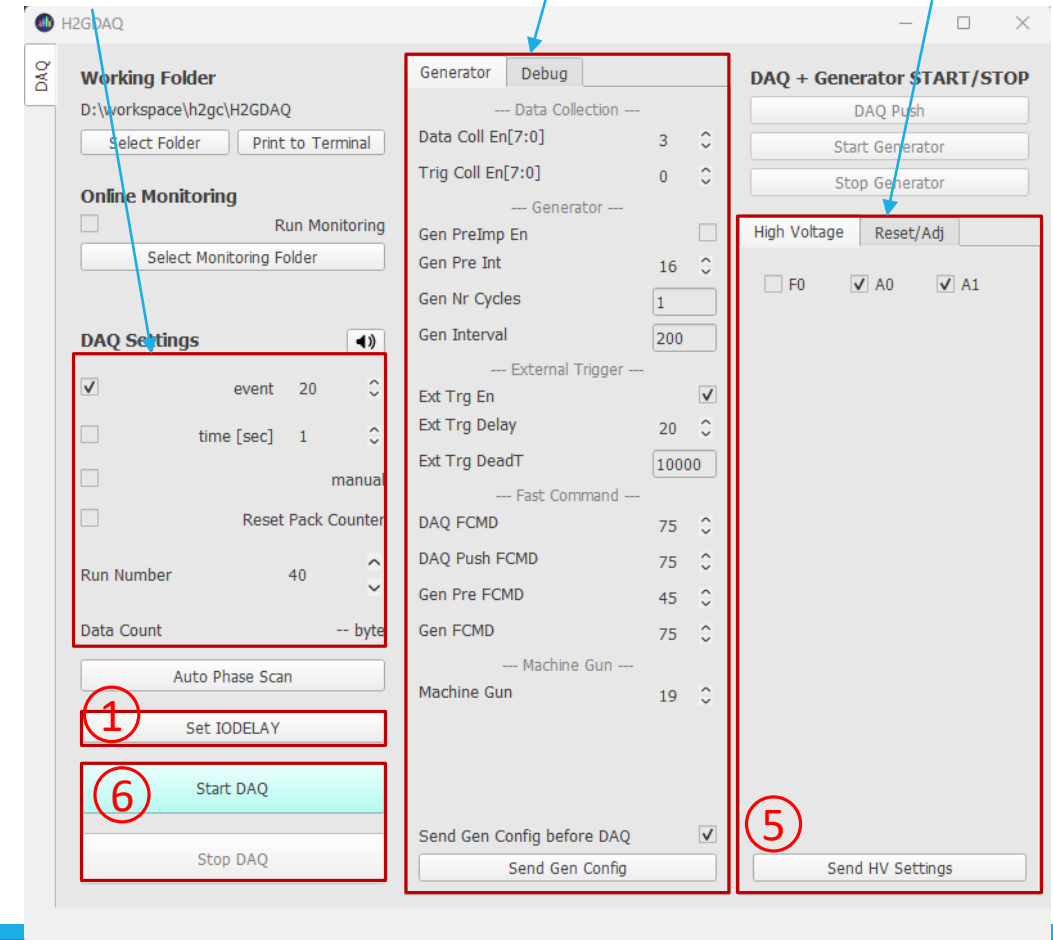 H2GDAQ
DAQ
Working Folder
D:\workspace\h2gc\H2GDAQ
Select Folder
Print to Terminal
Online Monitoring
Run Monitoring
Select Monitoring Folder
DAQ Settings
event 20
time [sec] 1
manual
Reset Pack Counter
Run Number 40
Data Count -- byte
Auto Phase Scan
1
Set IODELAY
6
Start DAQ
Stop DAQ
Generator Debug
--- Data Collection ---
Data Coll En[7:0] 3
Trig Coll En[7:0] 0
--- Generator ---
Gen PreImp En
Gen Pre Int 16
Gen Nr Cycles 1
Gen Interval 200
--- External Trigger ---
Ext Trg En
Ext Trg Delay 20
Ext Trg DeadT 10000
--- Fast Command ---
DAQ FCMD 75
DAQ Push FCMD 75
Gen Pre FCMD 45
Gen FCMD 75
--- Machine Gun ---
Machine Gun 19
Send Gen Config before DAQ
Send Gen Config
DAQ + Generator START/STOP
DAQ Push
Start Generator
Stop Generator
High Voltage Reset/Adj
F0 A0 A1
5
Send HV Settings